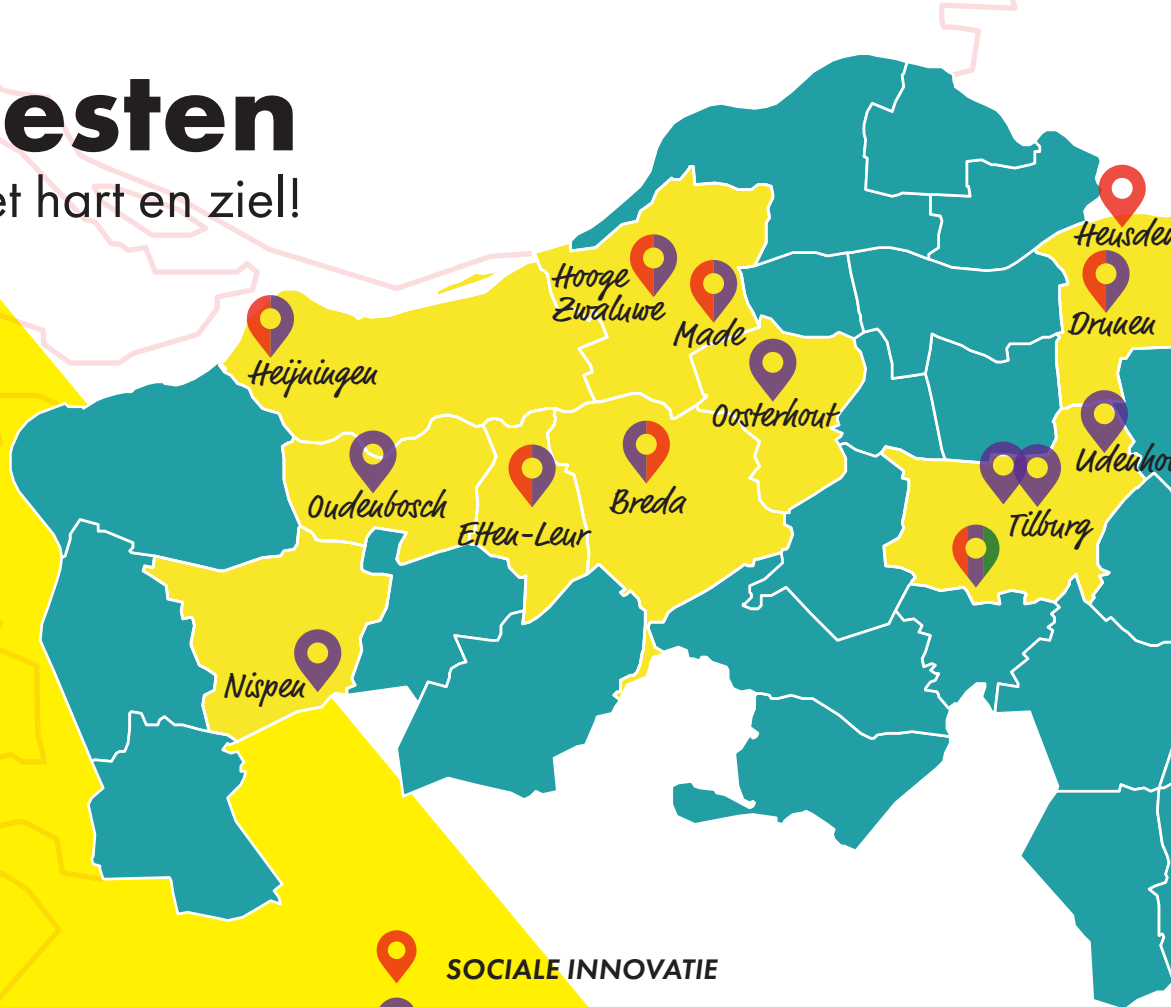 esten
et hart en ziel!
Heusden
Hooge
Zwaluwe
Drunen
Made
Heijningen
Oosterhout
Udenhou
Oudenbosch
Breda
Etten-Leur
Tilburg
Nispen
SOCIALE INNOVATIE